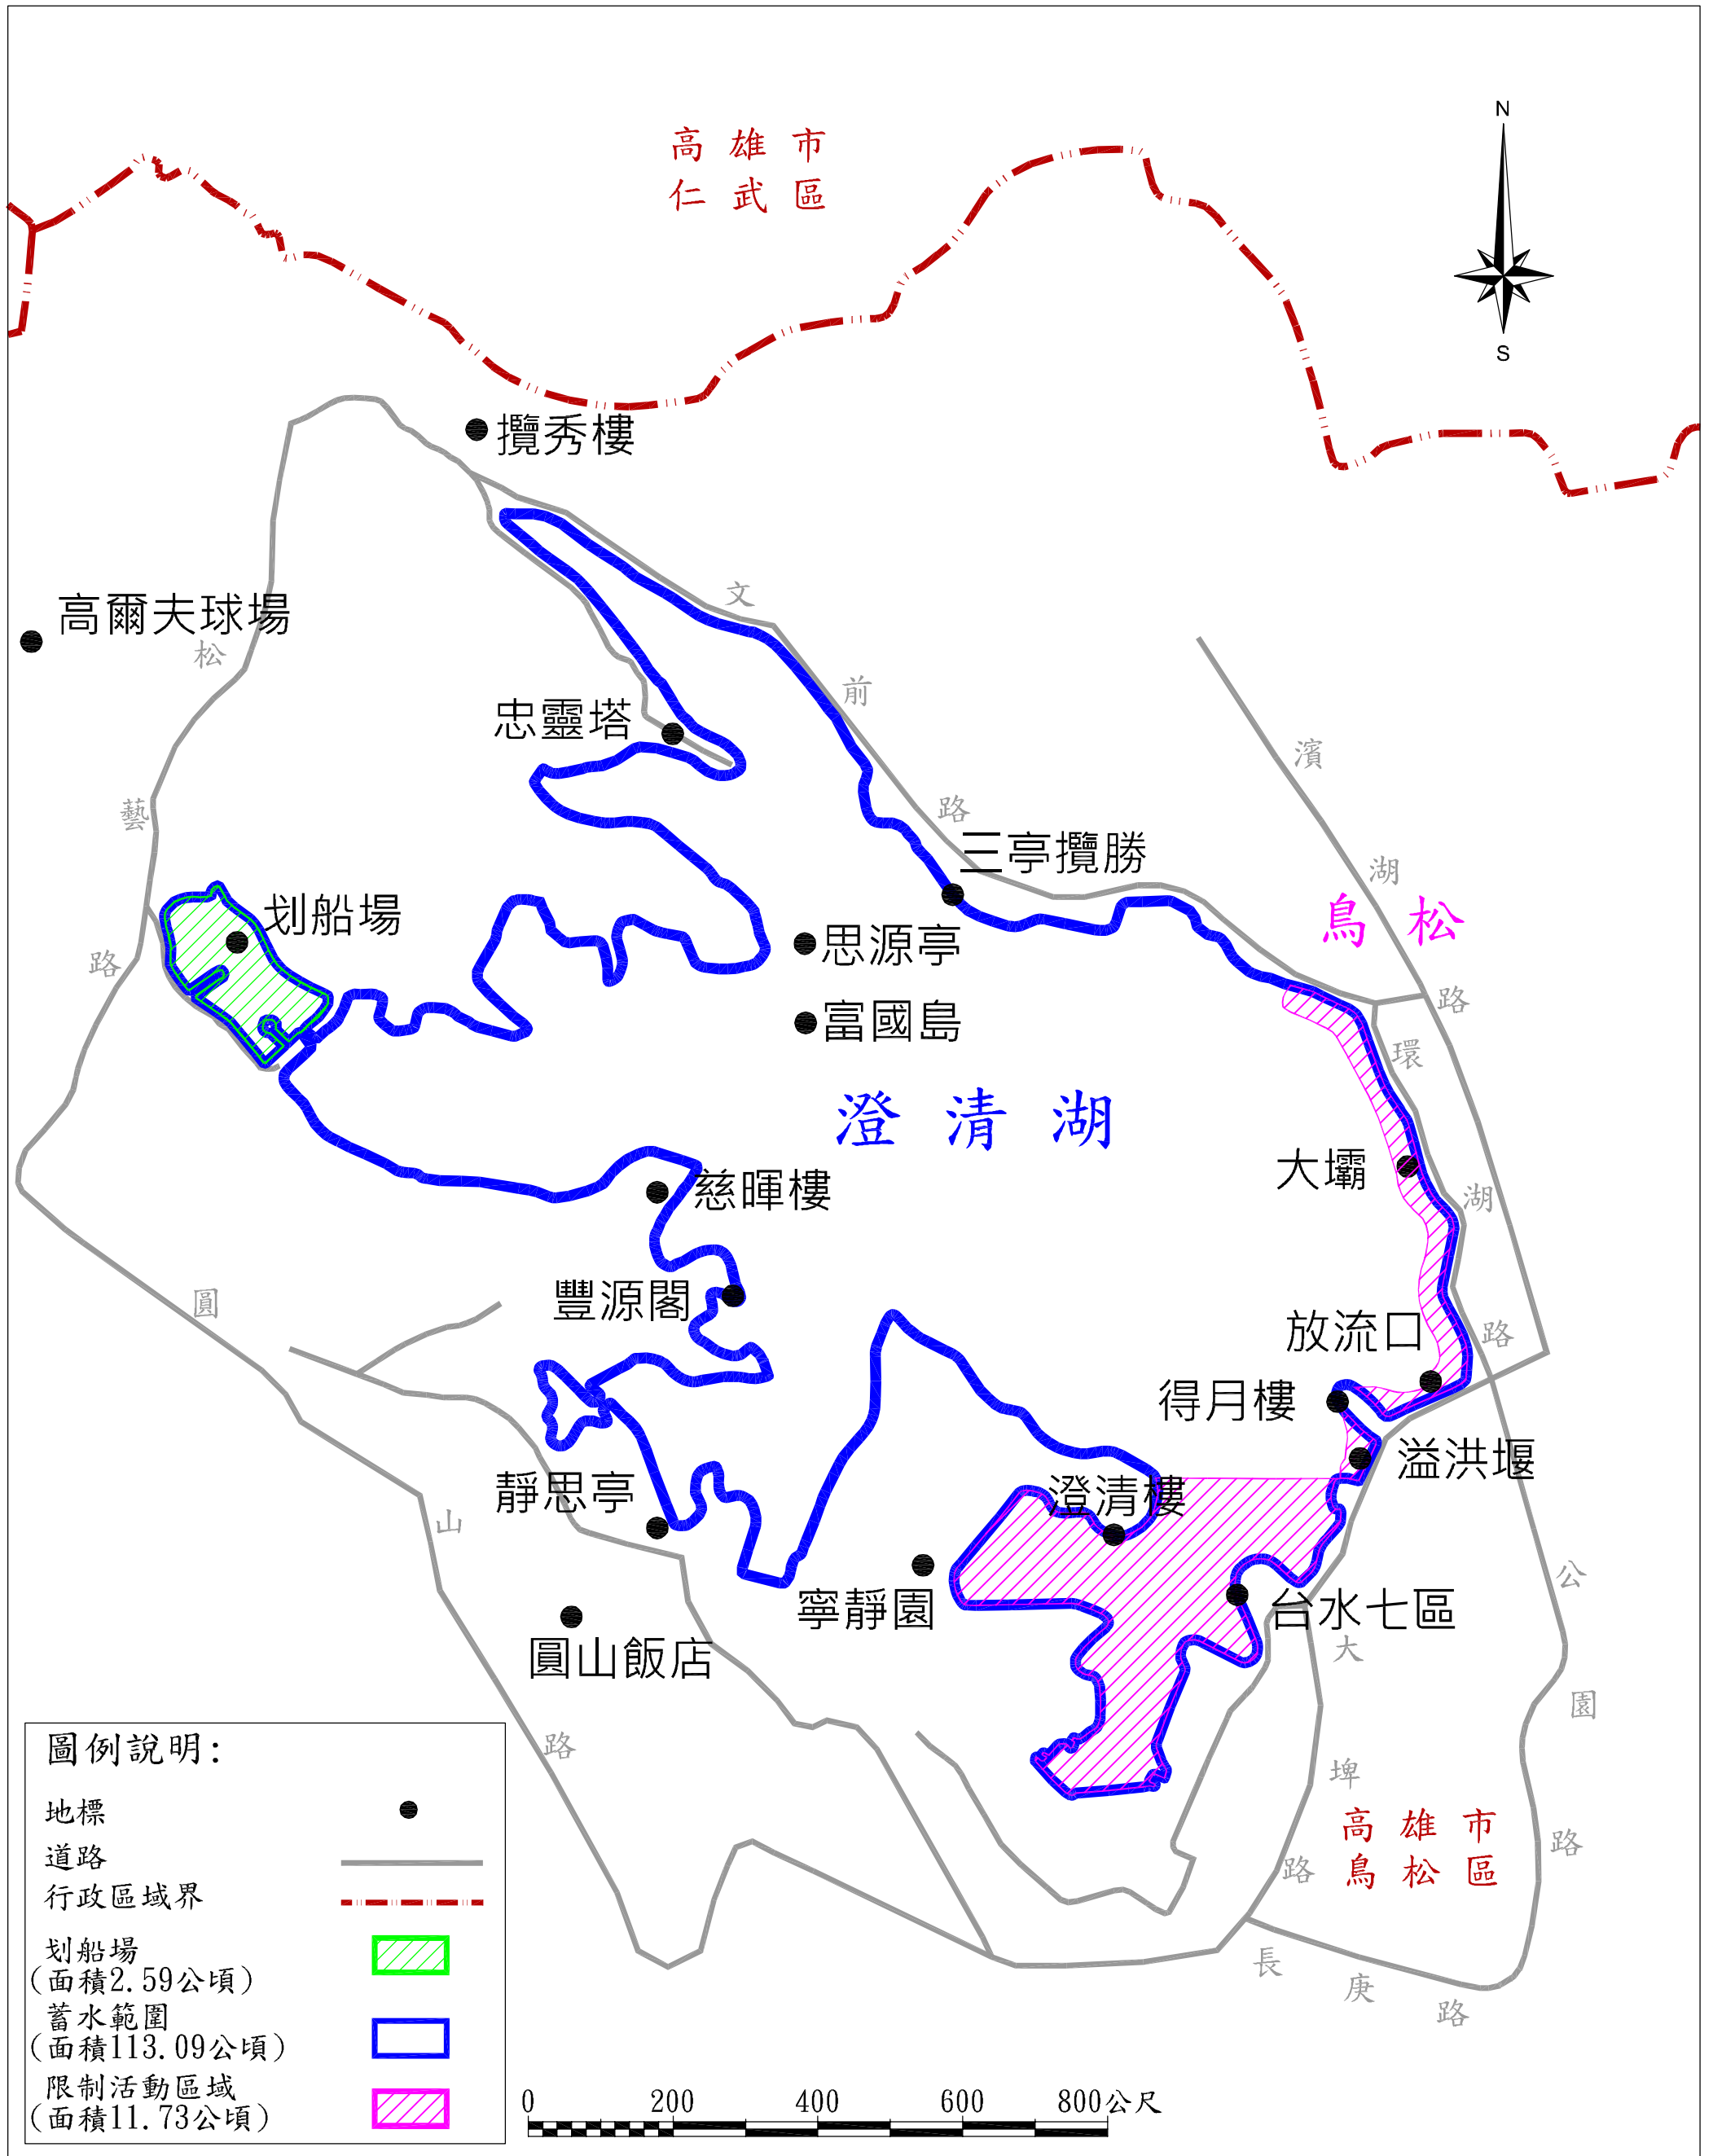 高雄市
仁武區
N
S
攬秀樓
高爾夫球場
文前路
松藝路
濱湖路
忠靈塔
三亭攬勝
划船場
思源亭
鳥松
富國島
環湖路
澄清湖
大壩
慈暉樓
豐源閣
圓山路
放流口
得月樓
溢洪堰
靜思亭
澄清樓
寧靜園
台水七區
圓山飯店
公園路
大埤路
高雄市
鳥松區
長庚路
圖例說明:
地標
道路
行政區域界
划船場
(面積2.59公頃)
蓄水範圍
(面積113.09公頃)
限制活動區域
(面積11.73公頃)
0 200 400 600 800公尺